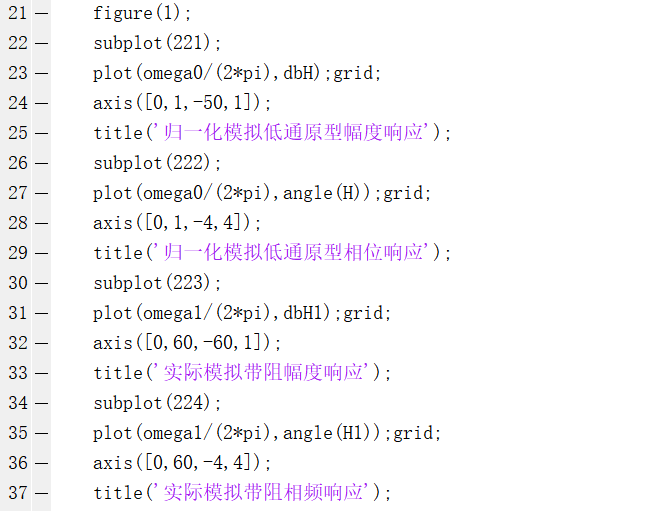 21 — figure(1);
22 — subplot(221);
23 — plot(omega0/(2*pi),dbH);grid;
24 — axis([0,1,-50,1]);
25 — title('归一化模拟低通原型幅度响应');
26 — subplot(222);
27 — plot(omega0/(2*pi),angle(H));grid;
28 — axis([0,1,-4,4]);
29 — title('归一化模拟低通原型相位响应');
30 — subplot(223);
31 — plot(omega1/(2*pi),dbH1);grid;
32 — axis([0,60,-60,1]);
33 — title('实际模拟带阻幅度响应');
34 — subplot(224);
35 — plot(omega1/(2*pi),angle(H1));grid;
36 — axis([0,60,-4,4]);
37 — title('实际模拟带阻相频响应');